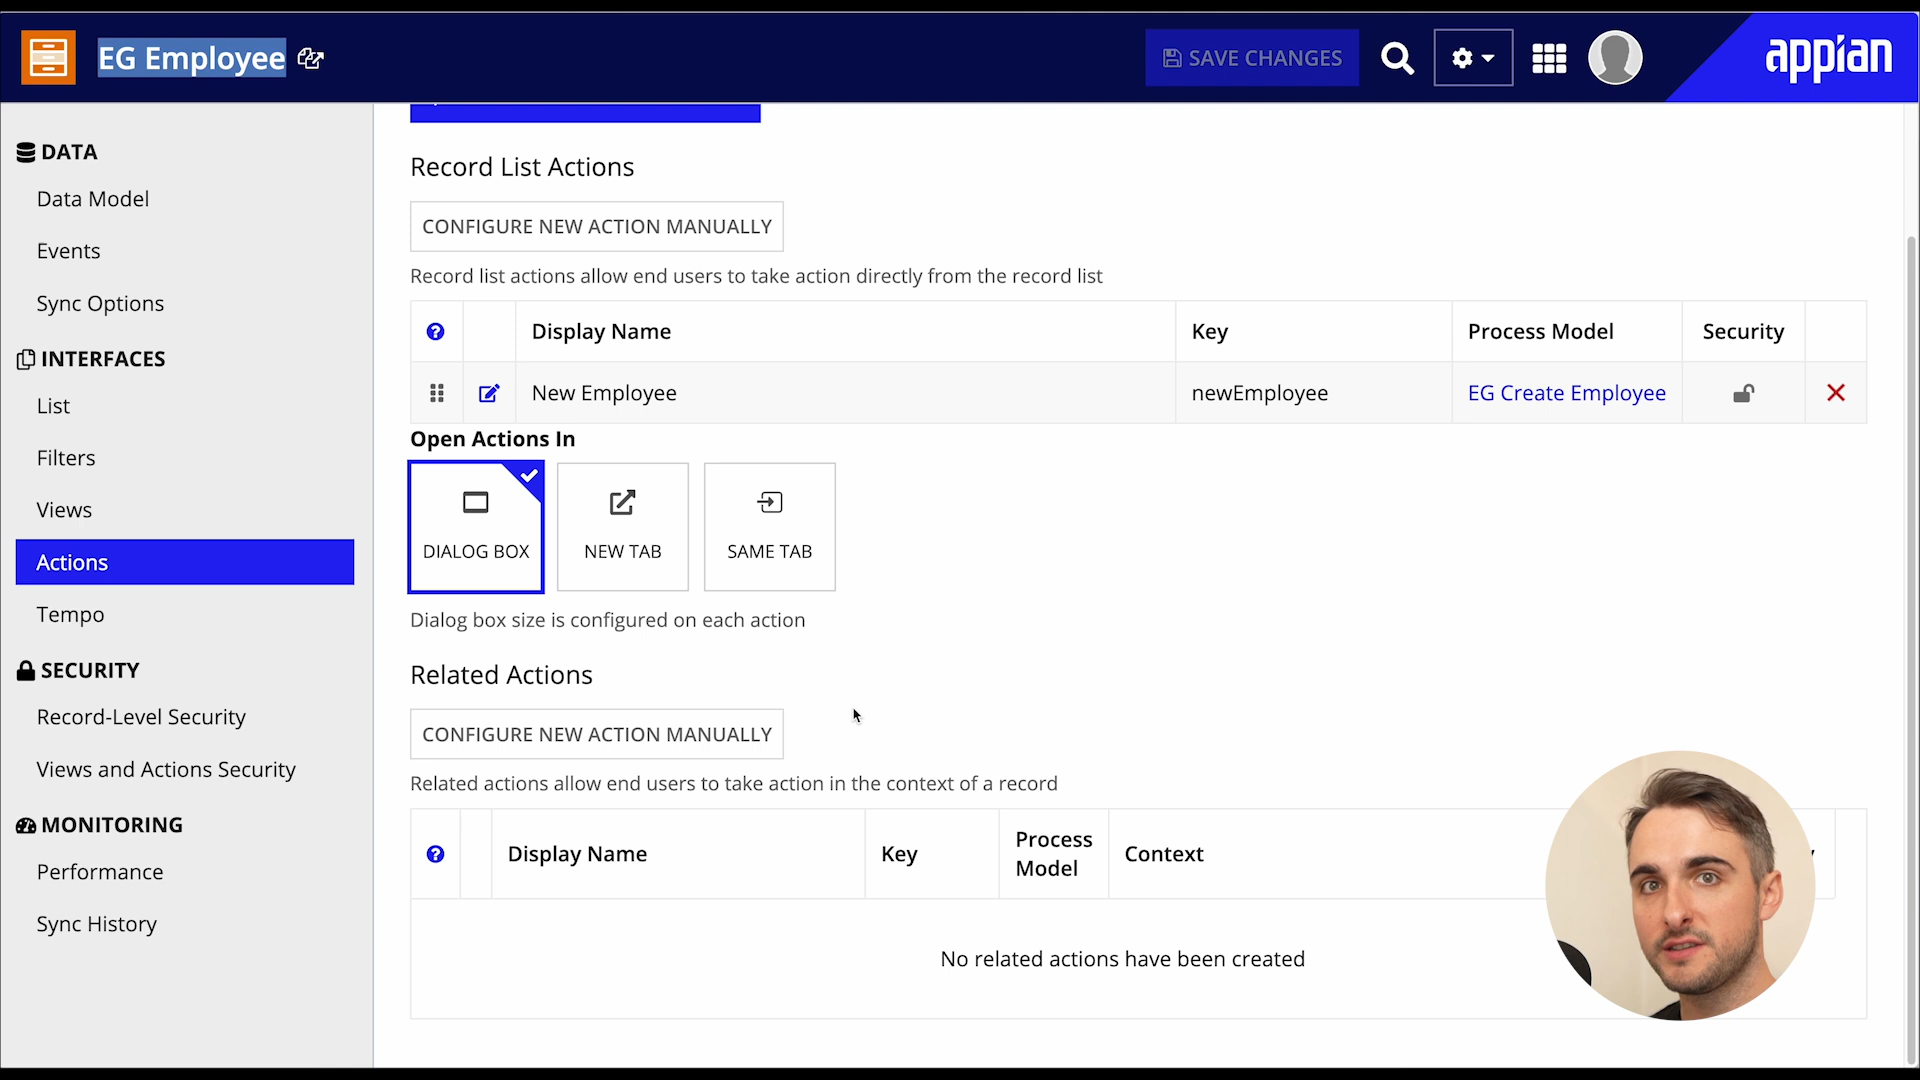 EG Employee
SAVE CHANGES
appian
DATA
Data Model
Events
Sync Options
INTERFACES
List
Filters
Views
Actions
Tempo
SECURITY
Record-Level Security
Views and Actions Security
MONITORING
Performance
Sync History
Record List Actions
CONFIGURE NEW ACTION MANUALLY
Record list actions allow end users to take action directly from the record list
Display Name Key Process Model Security
New Employee newEmployee EG Create Employee
Open Actions In
DIALOG BOX NEW TAB SAME TAB
Dialog box size is configured on each action
Related Actions
CONFIGURE NEW ACTION MANUALLY
Related actions allow end users to take action in the context of a record
Display Name Key Process Model Context
No related actions have been created